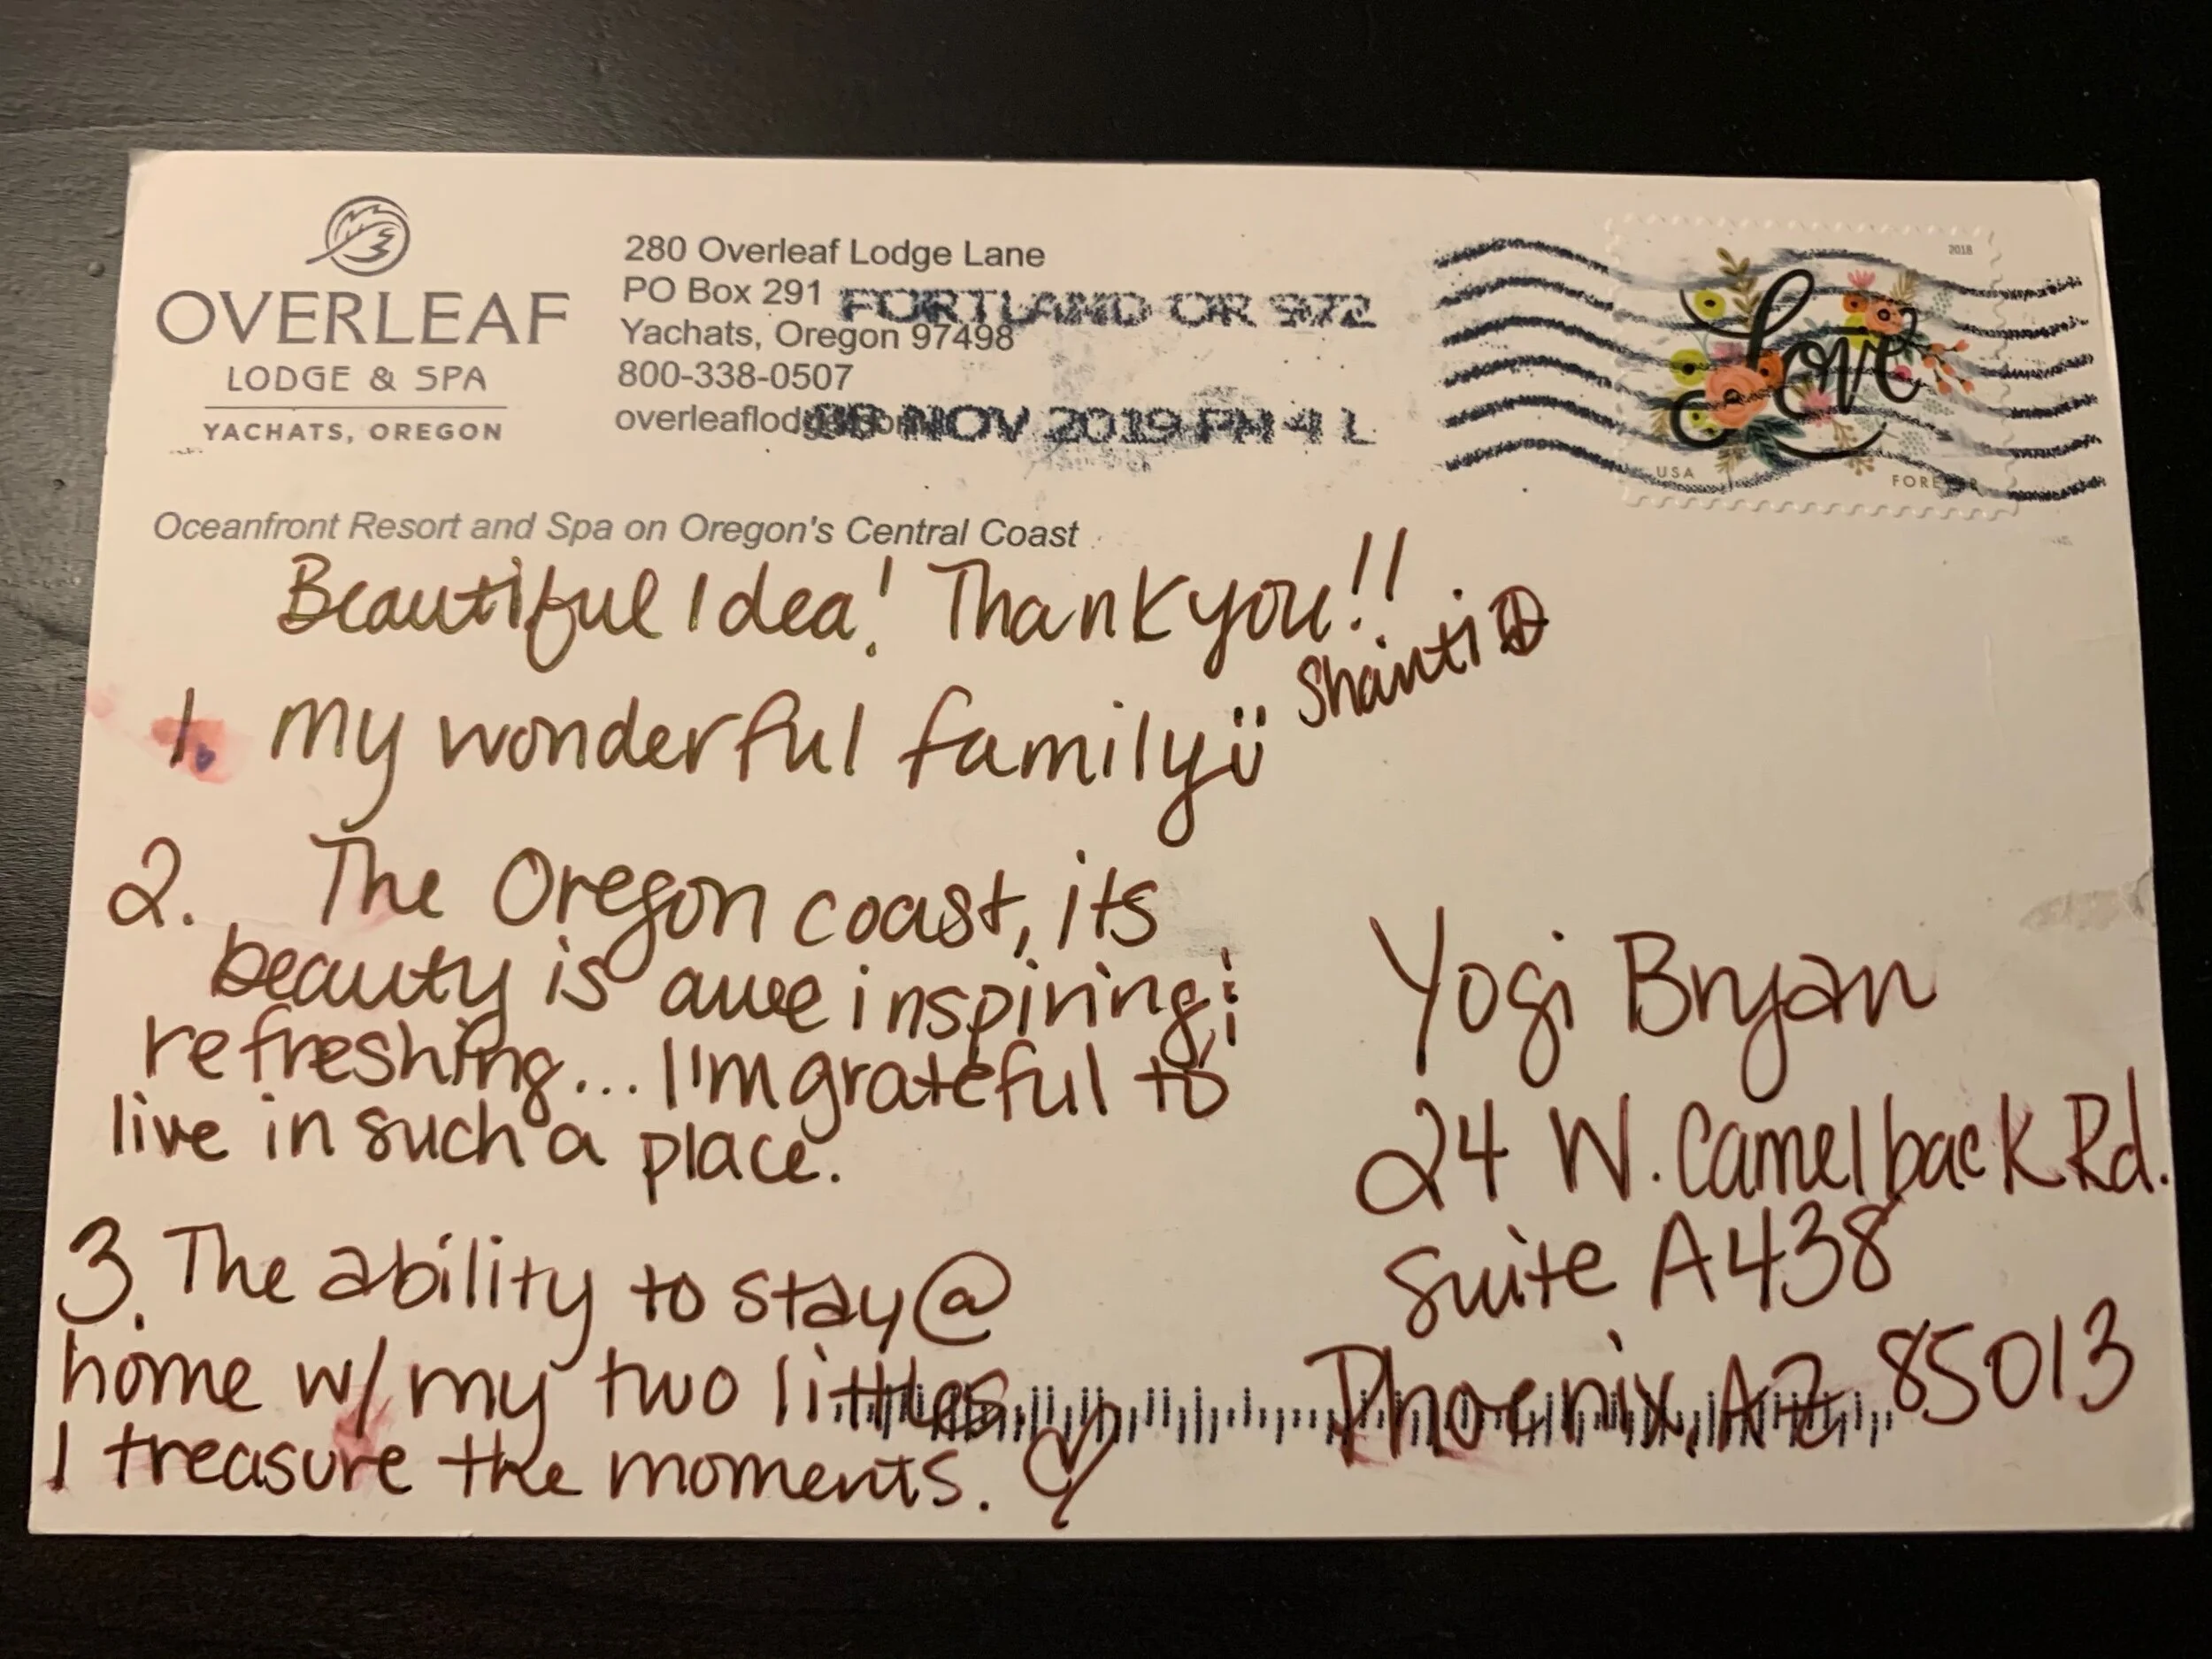 OVERLEAF
LODGE & SPA
YACHATS, OREGON
280 Overleaf Lodge Lane
PO Box 291
Yachats, Oregon 97498
800-338-0507
PORTLAND OR 972
NOV 2019 PM 4 L
2018
Love
USA
FOREVER
Oceanfront Resort and Spa on Oregon's Central Coast
Beautiful Idea! Thank you!!
Shanti
1. My wonderful family
2. The Oregon coast, its
beauty is awe inspiring &
refreshing... I'm grateful to
live in such a place.
3. The ability to stay @
home w/ my two littles.
I treasure the moments.
Yogi Bryan
24 W. Camelback Rd.
Suite A438
Phoenix, AZ 85013